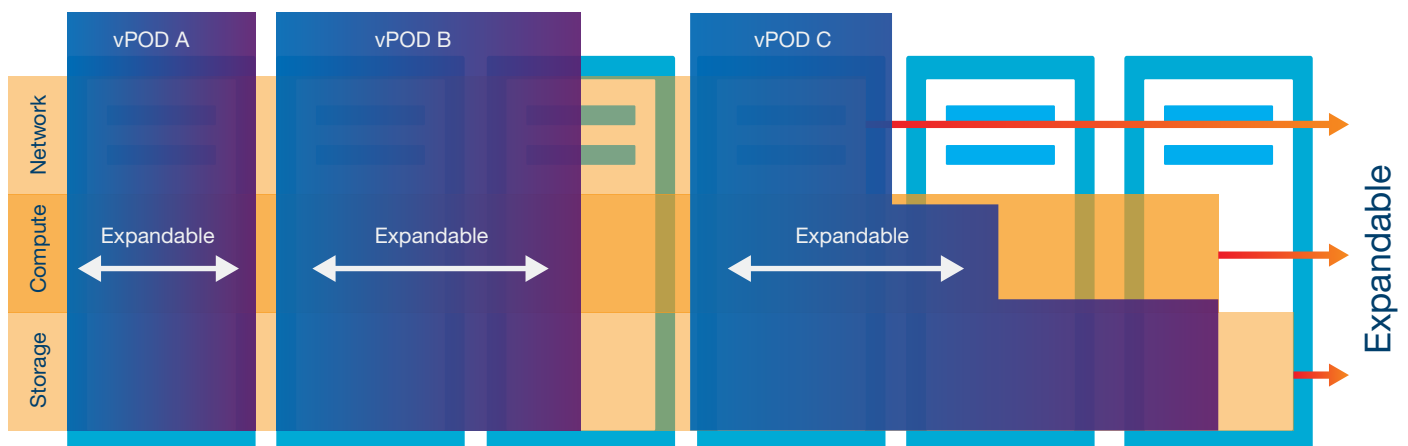 vPOD A
vPOD B
vPOD C
Network
Compute
Storage
Expandable
Expandable
Expandable
Expandable